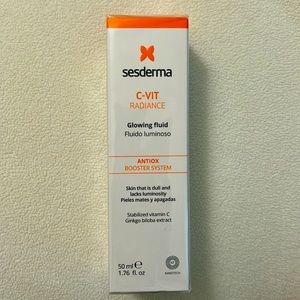 sesderma
C-VIT
RADIANCE
Glowing fluid
Fluido luminoso
ANTIOX
BOOSTER SYSTEM
Skin that is dull and
lacks luminosity
Pieles mates y apagadas
Stabilized vitamin C
Ginkgo biloba extract
50 ml ℮
1.76 fl. oz
NANOTECH